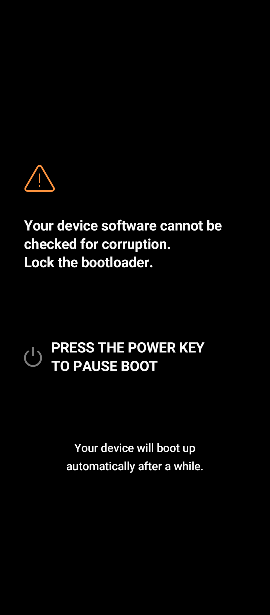 Your device software cannot be
checked for corruption.
Lock the bootloader.
PRESS THE POWER KEY
TO PAUSE BOOT
Your device will boot up
automatically after a while.